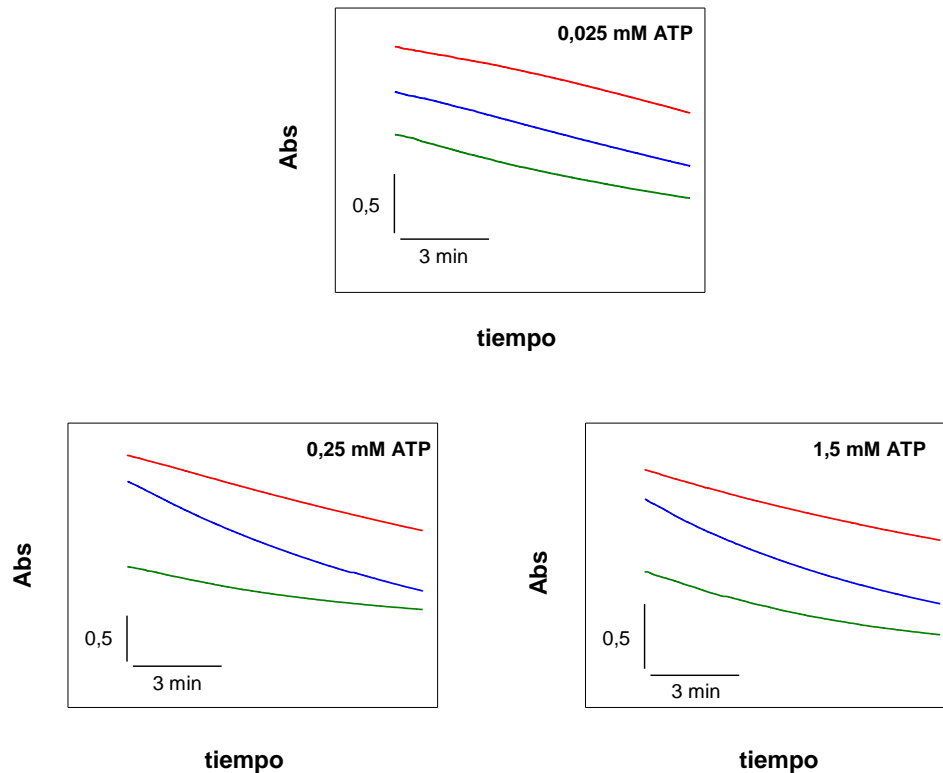 0,025 mM ATP
Abs
0,5
3 min
tiempo
0,25 mM ATP
Abs
0,5
3 min
tiempo
1,5 mM ATP
Abs
0,5
3 min
tiempo